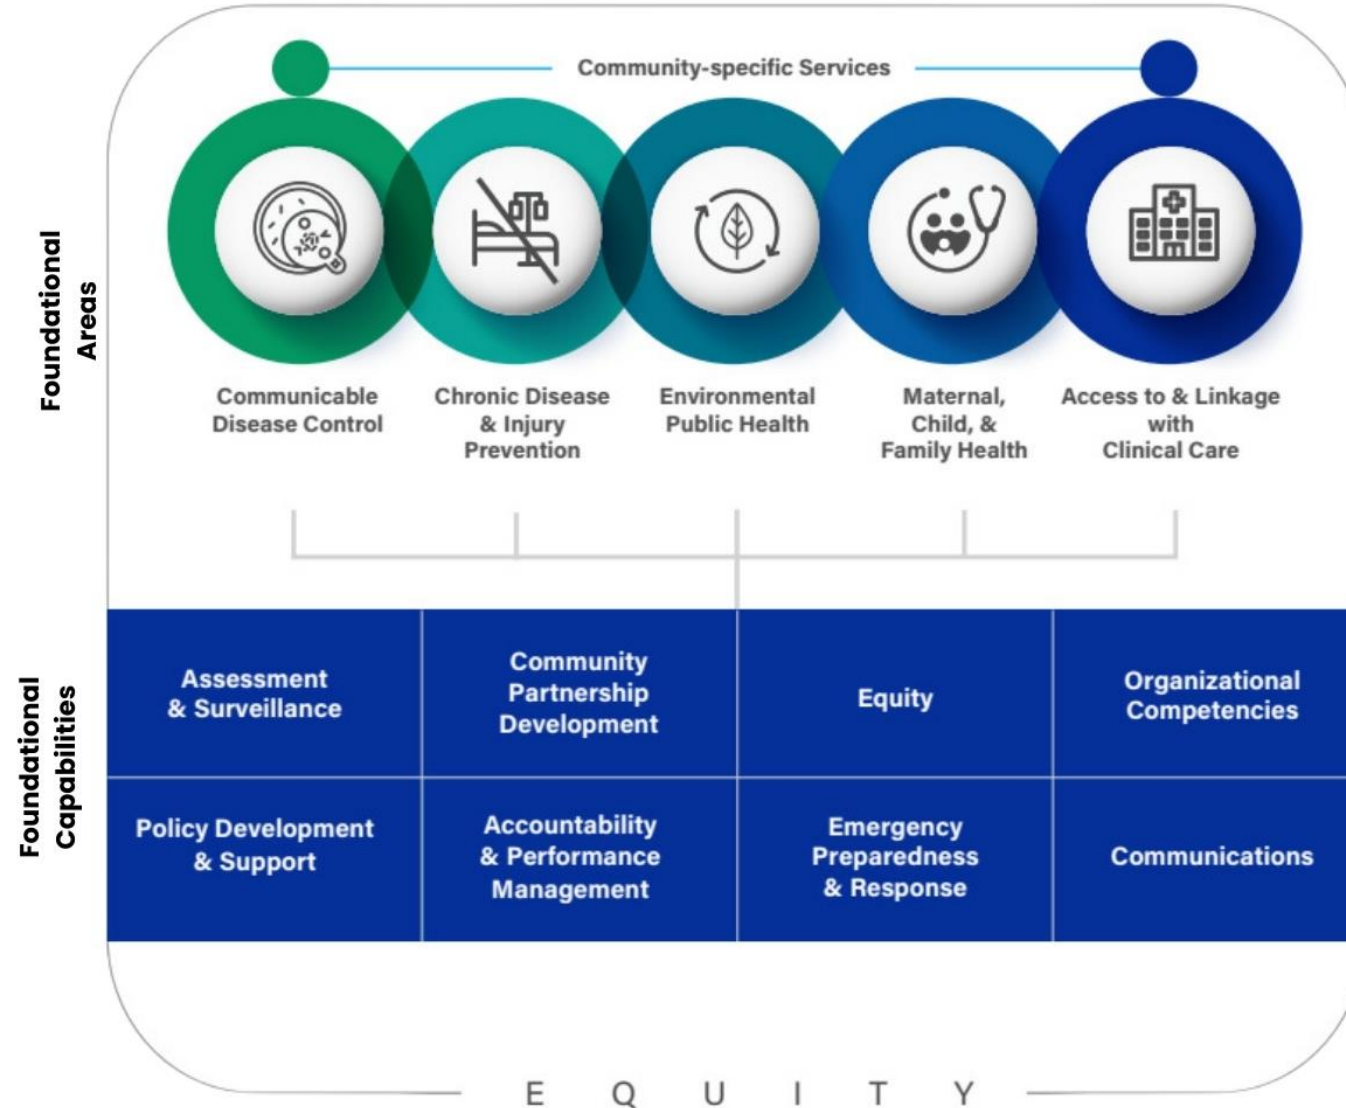 Community-specific Services
Foundational
Areas
Communicable
Disease Control
Chronic Disease
& Injury
Prevention
Environmental
Public Health
Maternal,
Child, &
Family Health
Access to & Linkage
with
Clinical Care
Foundational
Capabilities
Assessment
& Surveillance
Community
Partnership
Development
Equity
Organizational
Competencies
Policy Development
& Support
Accountability
& Performance
Management
Emergency
Preparedness
& Response
Communications
E Q U I T Y